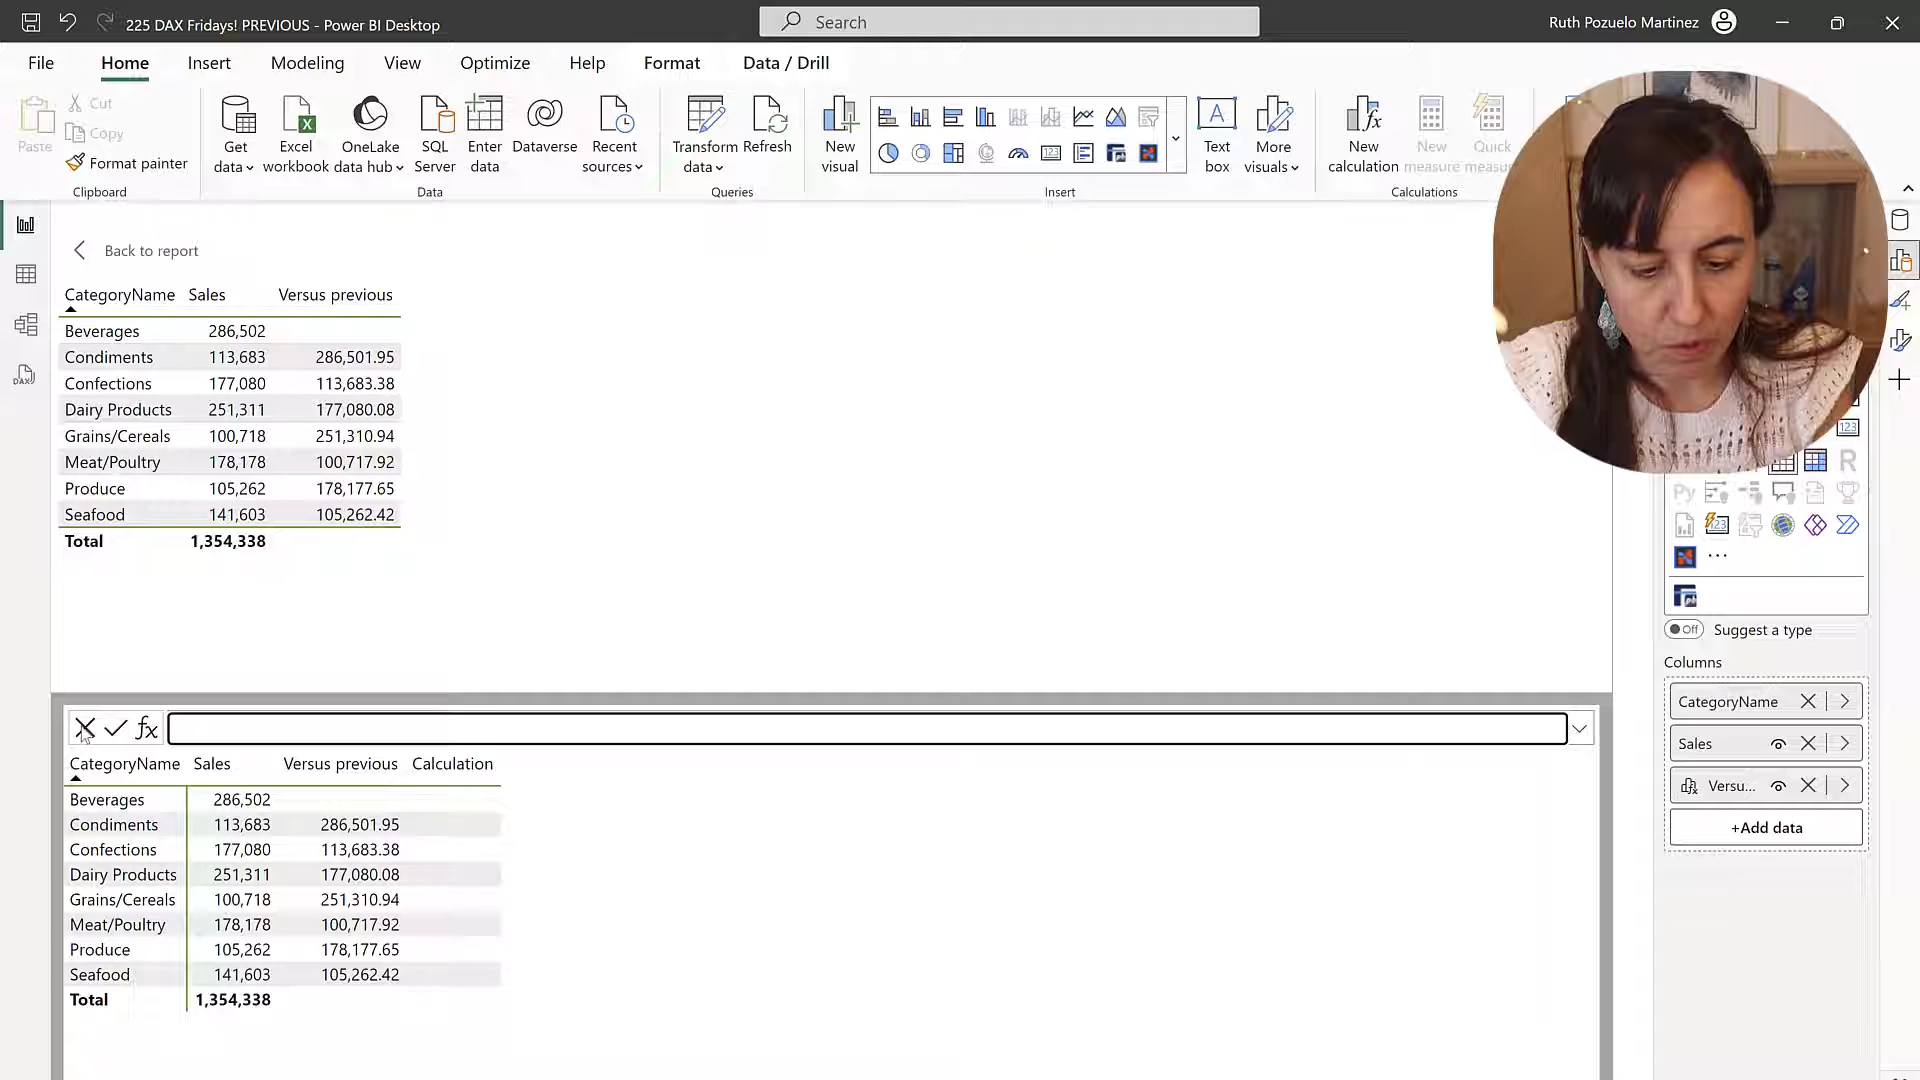 225 DAX Fridays! PREVIOUS - Power BI Desktop
Search
Ruth Pozuelo Martinez
File Home Insert Modeling View Optimize Help Format Data / Drill
Paste
Cut
Copy
Format painter
Clipboard
Get data
Excel workbook
OneLake data hub
SQL Server
Enter data
Dataverse
Recent sources
Data
Transform data
Refresh
Queries
New visual
Insert
Text box
More visuals
New calculation
New measure
Quick
Calculations
Back to report
CategoryName Sales Versus previous
Beverages 286,502
Condiments 113,683 286,501.95
Confections 177,080 113,683.38
Dairy Products 251,311 177,080.08
Grains/Cereals 100,718 251,310.94
Meat/Poultry 178,178 100,717.92
Produce 105,262 178,177.65
Seafood 141,603 105,262.42
Total 1,354,338
fx
CategoryName Sales Versus previous Calculation
Beverages 286,502
Condiments 113,683 286,501.95
Confections 177,080 113,683.38
Dairy Products 251,311 177,080.08
Grains/Cereals 100,718 251,310.94
Meat/Poultry 178,178 100,717.92
Produce 105,262 178,177.65
Seafood 141,603 105,262.42
Total 1,354,338
123
R
Py
123
...
Off Suggest a type
Columns
CategoryName
Sales
Versu...
+Add data